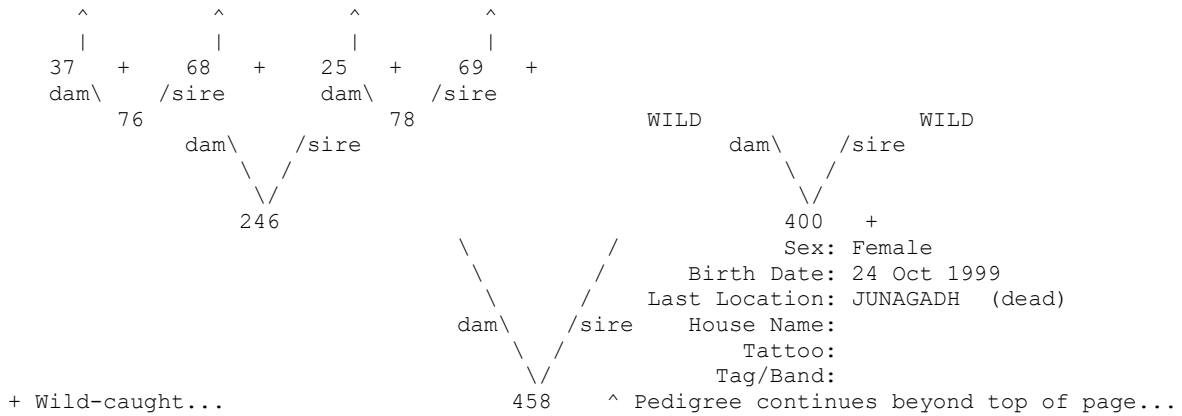 ^ ^ ^ ^
| | | |
37 + 68 + 25 + 69 +
dam\ /sire dam\ /sire
76 78 WILD WILD
dam\ /sire dam\ /sire
\ / \ /
\/ \/
246 400 +
\ / Sex: Female
\ / Birth Date: 24 Oct 1999
\ / Last Location: JUNAGADH (dead)
dam\ /sire House Name:
\ / Tattoo:
\/ Tag/Band:
+ Wild-caught... 458 ^ Pedigree continues beyond top of page...